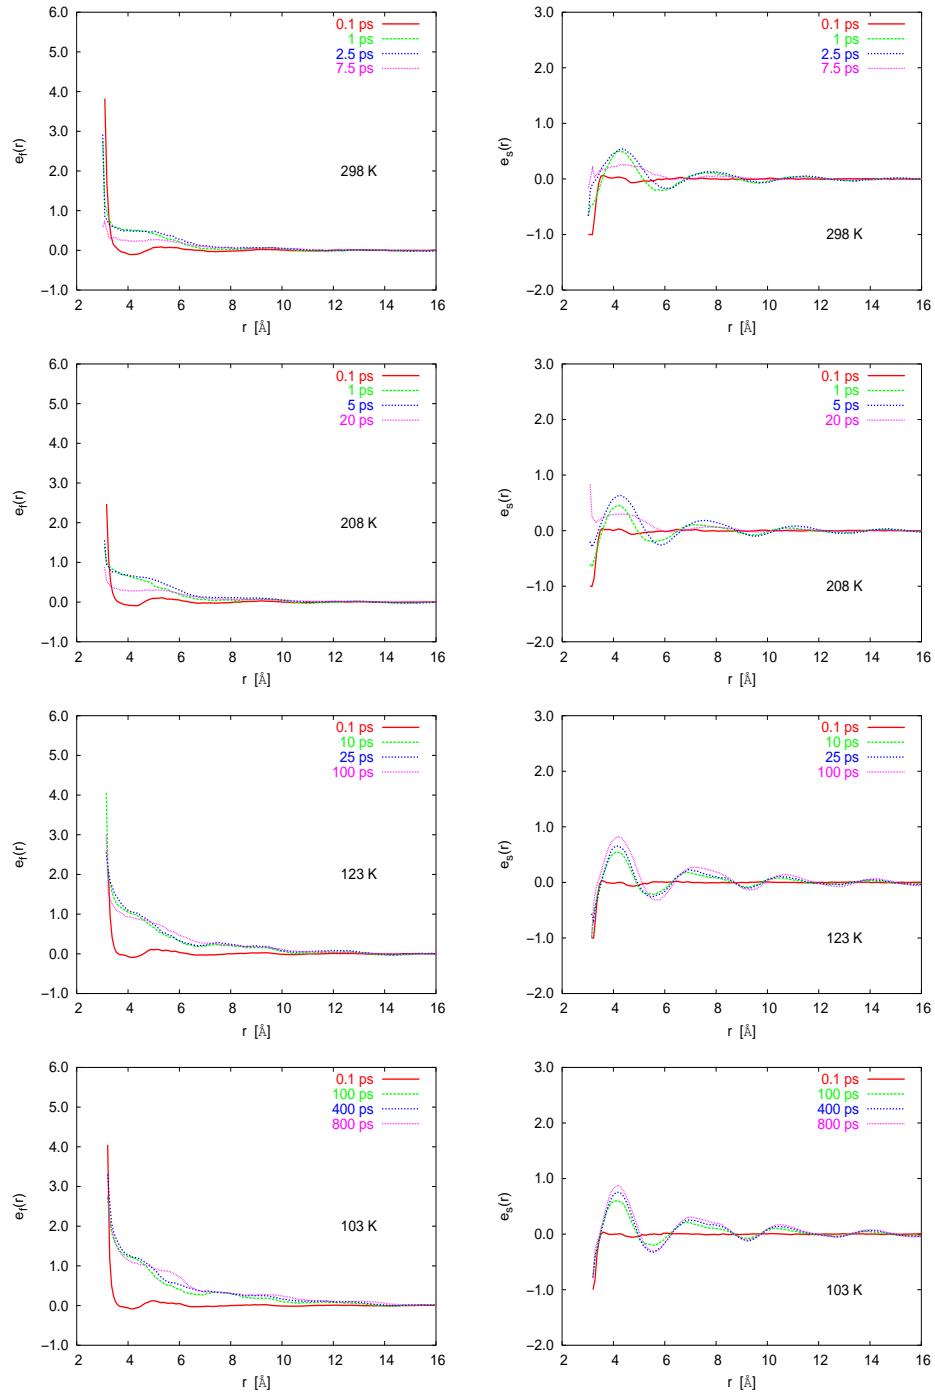 6.0
5.0
4.0
3.0
2.0
1.0
0.0
−1.0
2 4 6 8 10 12 14 16
e_f(r)
r [Å]
0.1 ps
1 ps
2.5 ps
7.5 ps
298 K
3.0
2.0
1.0
0.0
−1.0
−2.0
2 4 6 8 10 12 14 16
e_s(r)
r [Å]
0.1 ps
1 ps
2.5 ps
7.5 ps
298 K
6.0
5.0
4.0
3.0
2.0
1.0
0.0
−1.0
2 4 6 8 10 12 14 16
e_f(r)
r [Å]
0.1 ps
1 ps
5 ps
20 ps
208 K
3.0
2.0
1.0
0.0
−1.0
−2.0
2 4 6 8 10 12 14 16
e_s(r)
r [Å]
0.1 ps
1 ps
5 ps
20 ps
208 K
6.0
5.0
4.0
3.0
2.0
1.0
0.0
−1.0
2 4 6 8 10 12 14 16
e_f(r)
r [Å]
0.1 ps
10 ps
25 ps
100 ps
123 K
3.0
2.0
1.0
0.0
−1.0
−2.0
2 4 6 8 10 12 14 16
e_s(r)
r [Å]
0.1 ps
10 ps
25 ps
100 ps
123 K
6.0
5.0
4.0
3.0
2.0
1.0
0.0
−1.0
2 4 6 8 10 12 14 16
e_f(r)
r [Å]
0.1 ps
100 ps
400 ps
800 ps
103 K
3.0
2.0
1.0
0.0
−1.0
−2.0
2 4 6 8 10 12 14 16
e_s(r)
r [Å]
0.1 ps
100 ps
400 ps
800 ps
103 K